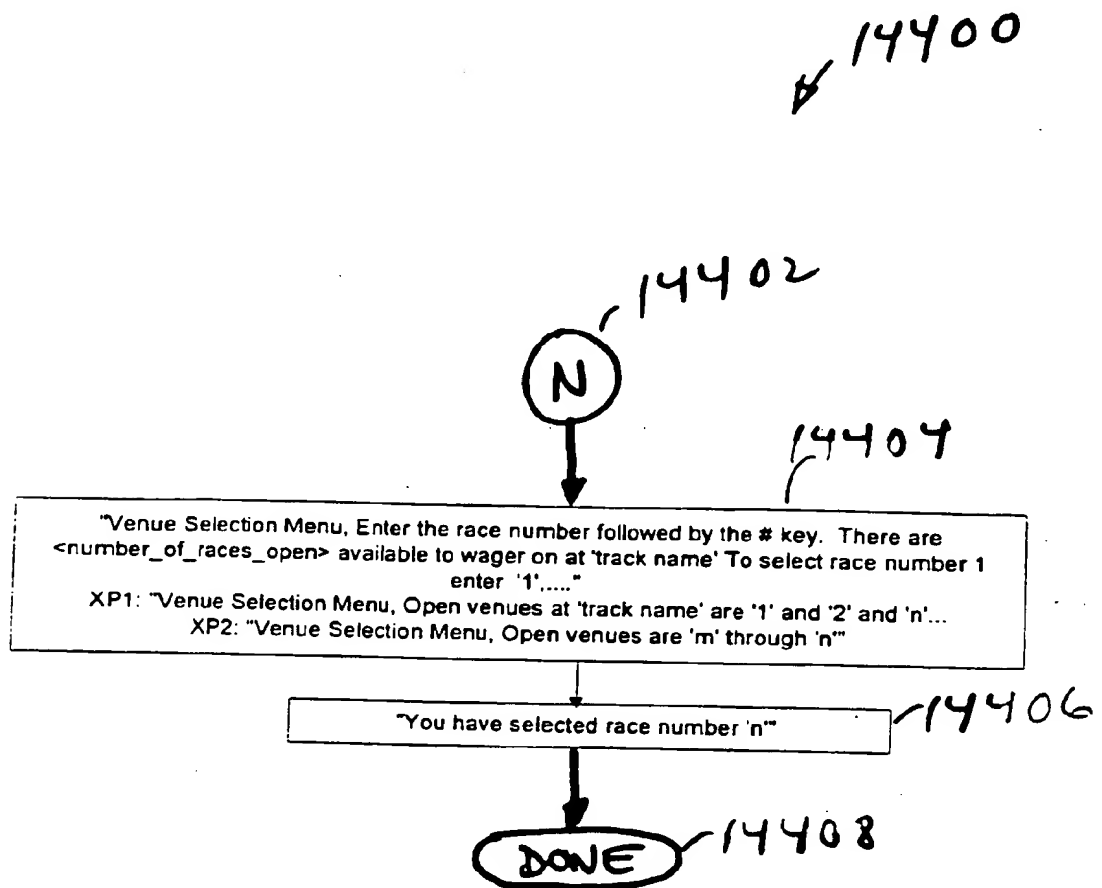 14400
14402
N
14404
"Venue Selection Menu, Enter the race number followed by the # key. There are
<number_of_races_open> available to wager on at 'track name' To select race number 1
enter '1',...."
XP1: "Venue Selection Menu, Open venues at 'track name' are '1' and '2' and 'n'...
XP2: "Venue Selection Menu, Open venues are 'm' through 'n'"
"You have selected race number 'n'"
14406
DONE
14408